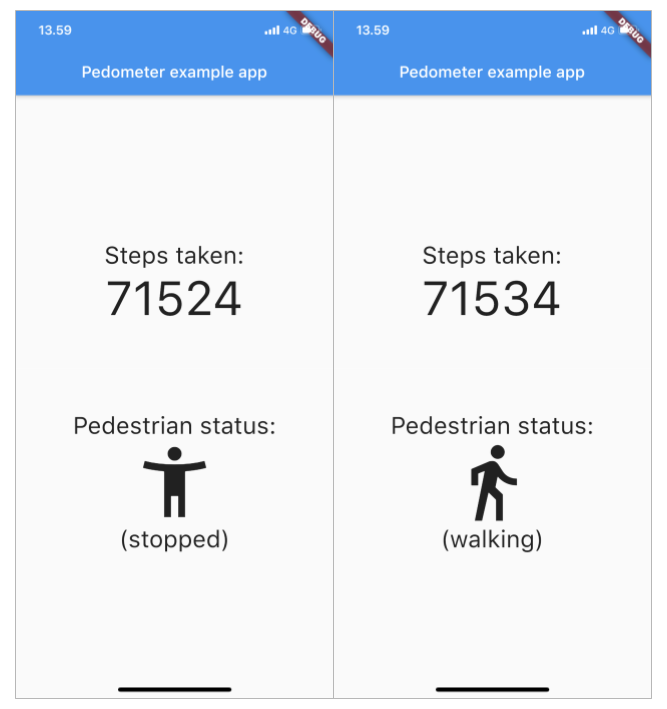 13.59
4G
DEBUG
Pedometer example app
Steps taken:
71524
Pedestrian status:
(stopped)
13.59
4G
DEBUG
Pedometer example app
Steps taken:
71534
Pedestrian status:
(walking)